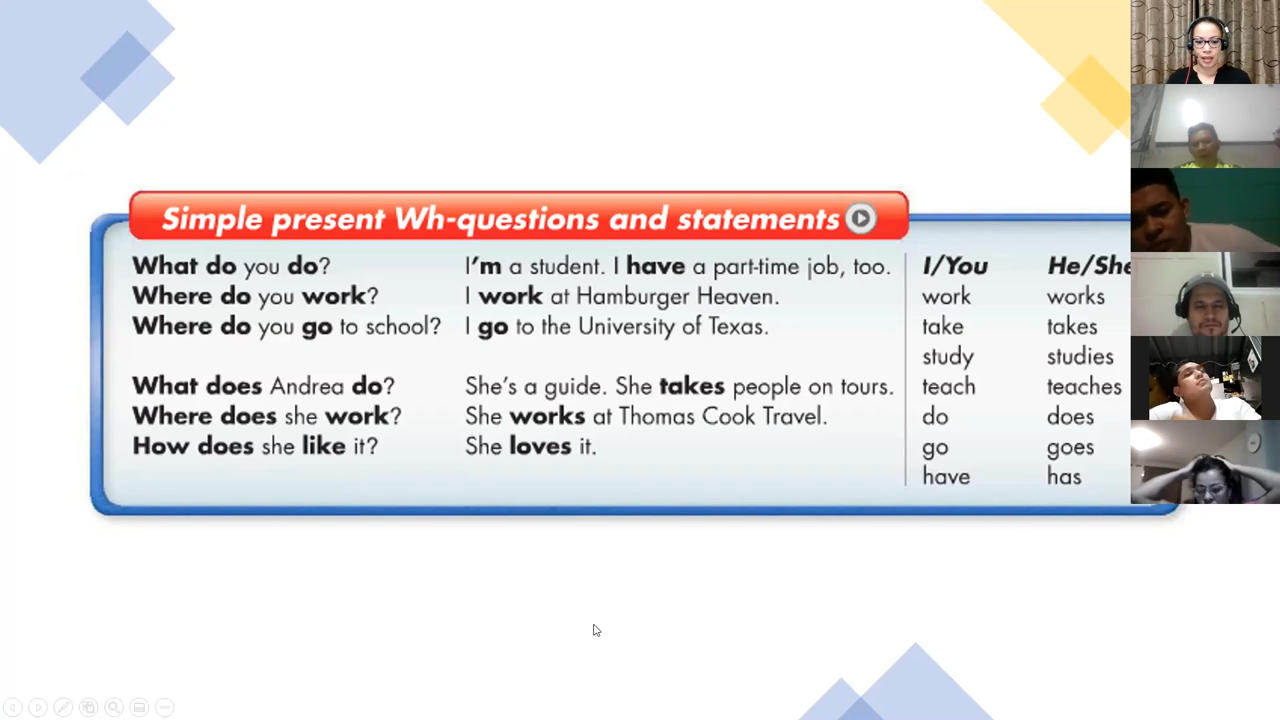 Simple present Wh-questions and statements
What do you do? I'm a student. I have a part-time job, too.
Where do you work? I work at Hamburger Heaven.
Where do you go to school? I go to the University of Texas.
What does Andrea do? She's a guide. She takes people on tours.
Where does she work? She works at Thomas Cook Travel.
How does she like it? She loves it.
I/You He/She
work works
take takes
study studies
teach teaches
do does
go goes
have has